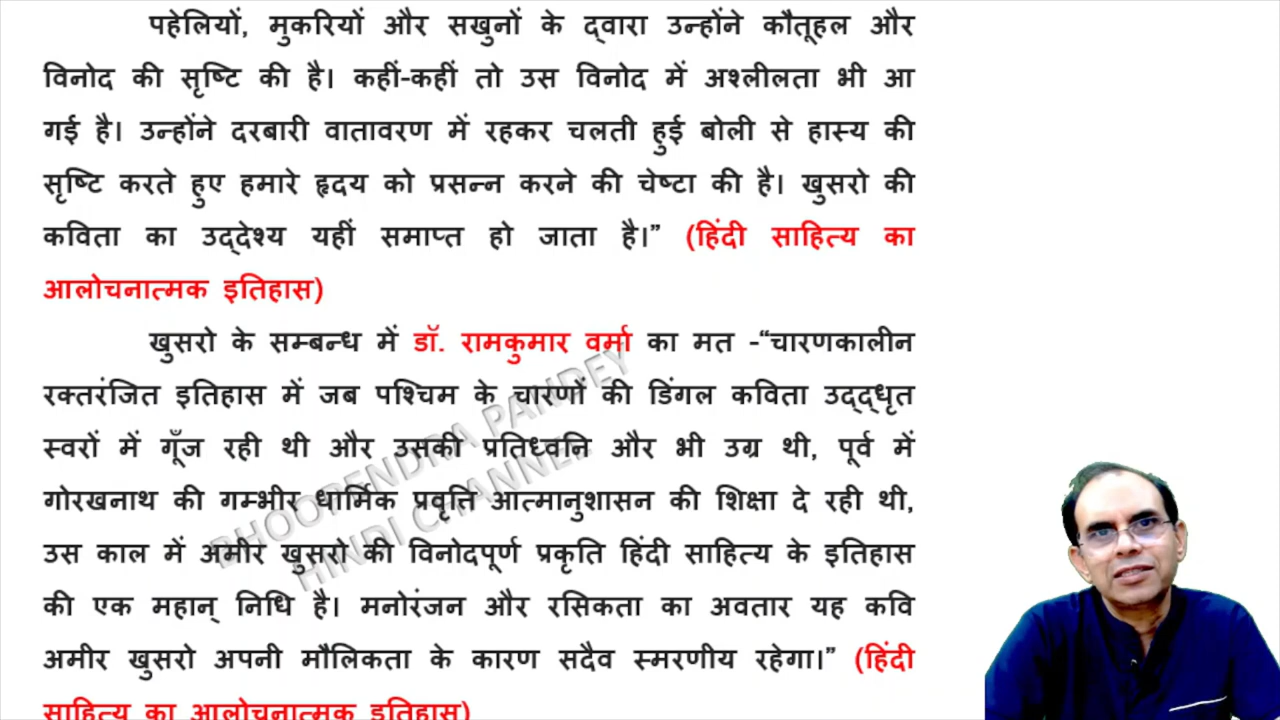 पहेलियों, मुकरियों और सखुनों के द्वारा उन्होंने कौतूहल और
विनोद की सृष्टि की है। कहीं-कहीं तो उस विनोद में अश्लीलता भी आ
गई है। उन्होंने दरबारी वातावरण में रहकर चलती हुई बोली से हास्य की
सृष्टि करते हुए हमारे हृदय को प्रसन्न करने की चेष्टा की है। खुसरो की
कविता का उद्देश्य यहीं समाप्त हो जाता है।” (हिंदी साहित्य का
आलोचनात्मक इतिहास)
खुसरो के सम्बन्ध में डॉ. रामकुमार वर्मा का मत -“चारणकालीन
रक्तरंजित इतिहास में जब पश्चिम के चारणों की डिंगल कविता उद्द्धृत
स्वरों में गूँज रही थी और उसकी प्रतिध्वनि और भी उग्र थी, पूर्व में
गोरखनाथ की गम्भीर धार्मिक प्रवृति आत्मानुशासन की शिक्षा दे रही थी,
उस काल में अमीर खुसरो की विनोदपूर्ण प्रकृति हिंदी साहित्य के इतिहास
की एक महान् निधि है। मनोरंजन और रसिकता का अवतार यह कवि
अमीर खुसरो अपनी मौलिकता के कारण सदैव स्मरणीय रहेगा।” (हिंदी
साहित्य का आलोचनात्मक इतिहास)
BHOOPENDRA PANDEY
HINDI CHANNEL